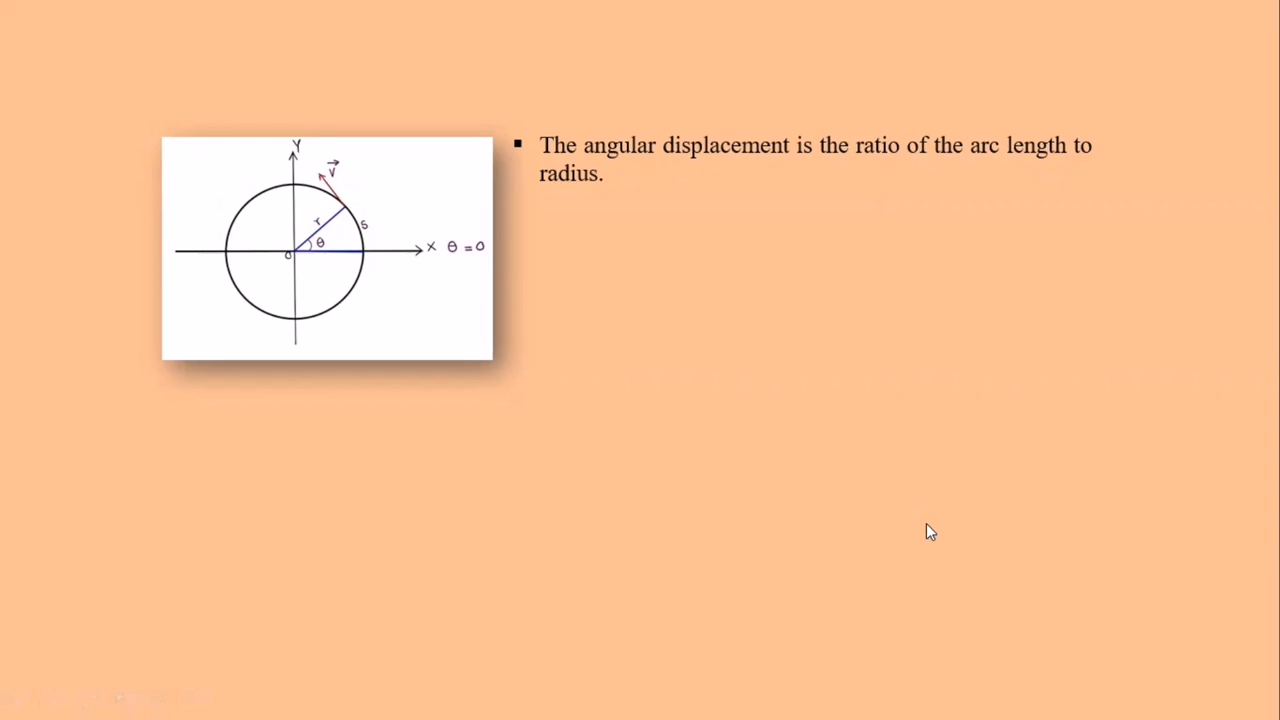 Y
V
r
S
θ
O
X θ = 0
▪ The angular displacement is the ratio of the arc length to
radius.